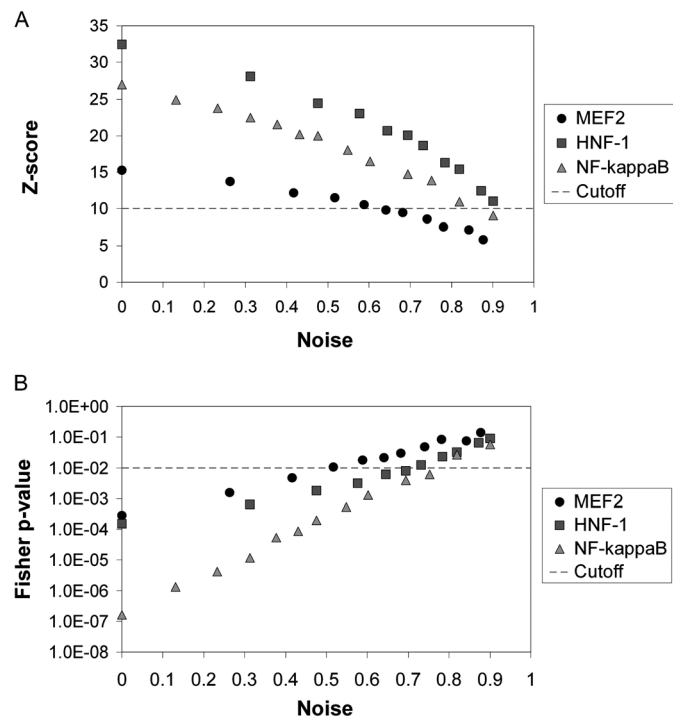 A
35
30
25
20
15
10
5
0
Z-score
0 0.1 0.2 0.3 0.4 0.5 0.6 0.7 0.8 0.9 1
Noise
MEF2
HNF-1
NF-kappaB
Cutoff
B
1.0E+00
1.0E-01
1.0E-02
1.0E-03
1.0E-04
1.0E-05
1.0E-06
1.0E-07
1.0E-08
Fisher p-value
0 0.1 0.2 0.3 0.4 0.5 0.6 0.7 0.8 0.9 1
Noise
MEF2
HNF-1
NF-kappaB
Cutoff